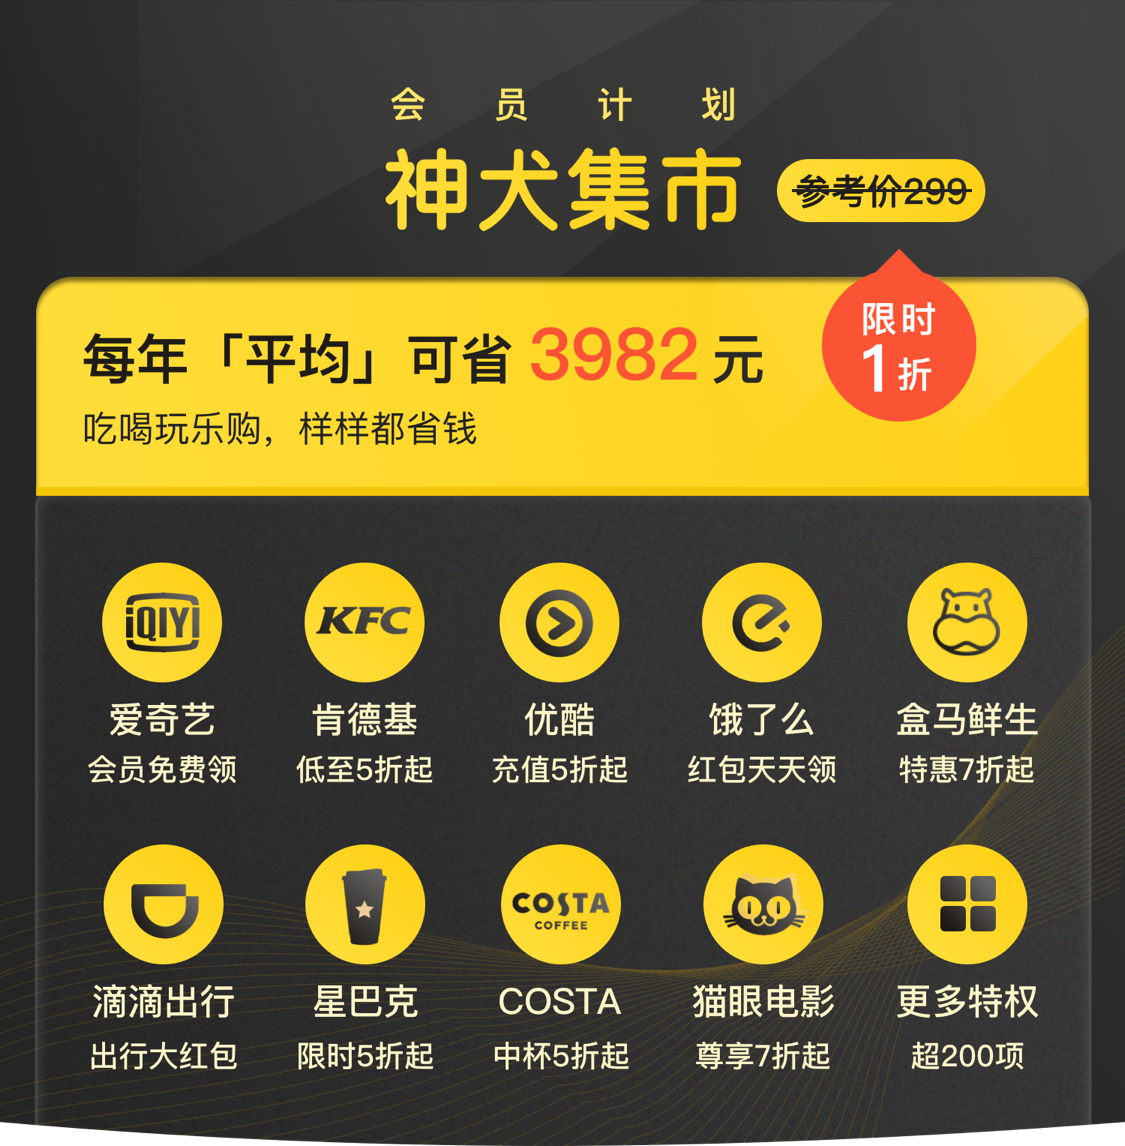 会员计划
神犬集市
参考价299
限时
1折
每年「平均」可省 3982 元
吃喝玩乐购，样样都省钱
QIYI
KFC
爱奇艺
肯德基
优酷
饿了么
盒马鲜生
会员免费领
低至5折起
充值5折起
红包天天领
特惠7折起
COSTA
COFFEE
滴滴出行
星巴克
COSTA
猫眼电影
更多特权
出行大红包
限时5折起
中杯5折起
尊享7折起
超200项